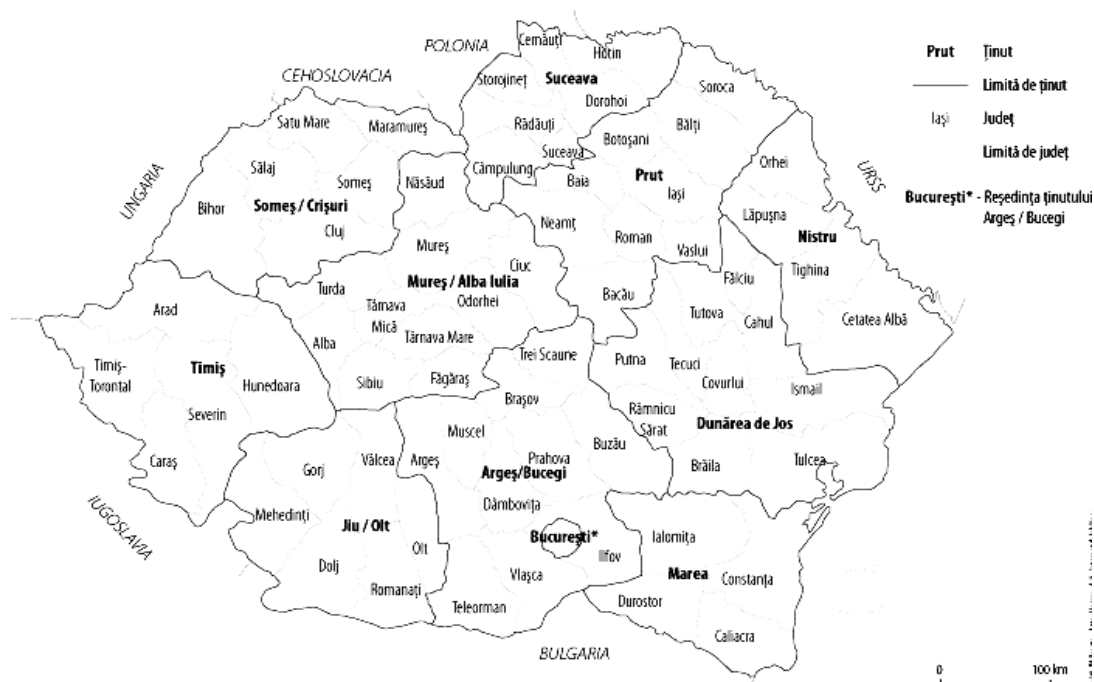 POLONIA
CEHOSLOVACIA
UNGARIA
IUGOSLAVIA
BULGARIA
URSS
Cernăuți
Hotin
Storojineț
Suceava
Dorohoi
Rădăuți
Suceava
Câmpulung
Soroca
Bălți
Botoșani
Baia
Prut
Iași
Neamț
Roman
Vaslui
Bacău
Orhei
Lăpușna
Nistru
Tighina
Cetatea Albă
Satu Mare
Maramureș
Sălaj
Someș
Someș / Crișuri
Bihor
Cluj
Năsăud
Mureș
Ciuc
Mureș / Alba Iulia
Odorhei
Turda
Târnava
Mică
Târnava Mare
Alba
Sibiu
Făgăraș
Arad
Timiș-
Torontal
Timiș
Hunedoara
Severin
Caraș
Fălciu
Tutova
Cahul
Putna
Tecuci
Covurlui
Ismail
Râmnicu
Sărat
Dunărea de Jos
Brăila
Tulcea
Trei Scaune
Brașov
Muscel
Buzău
Argeș
Prahova
Argeș/Bucegi
Dâmbovița
București*
Ilfov
Vlașca
Teleorman
Gorj
Vâlcea
Mehedinți
Jiu / Olt
Olt
Dolj
Romanați
Ialomița
Marea
Constanța
Durostor
Caliacra
Prut Ținut
Limită de ținut
Iași Județ
Limită de județ
București* - Reședința ținutului
Argeș / Bucegi
0 100 km